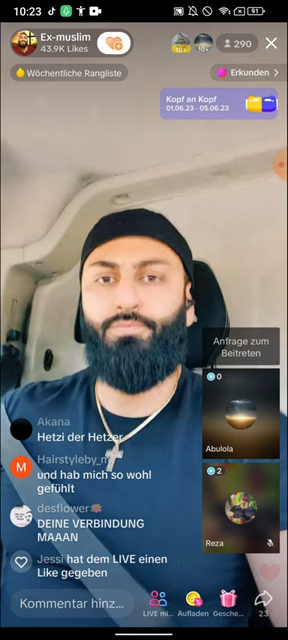 10:23
91
Ex-muslim
43.9K Likes
290
10+
10+
Wöchentliche Rangliste
Erkunden >
Kopf an Kopf
01.06.23 - 05.06.23
Anfrage zum
Beitreten
0
Abulola
2
Reza
Akana
Hetzi der Hetzer
M
Hairstyleby_m
und hab mich so wohl
gefühlt
desflower
DEINE VERBINDUNG
MAAAN
Jessi hat dem LIVE einen
Like gegeben
Kommentar hinz...
LIVE mi...
Aufladen
Gesche...
23